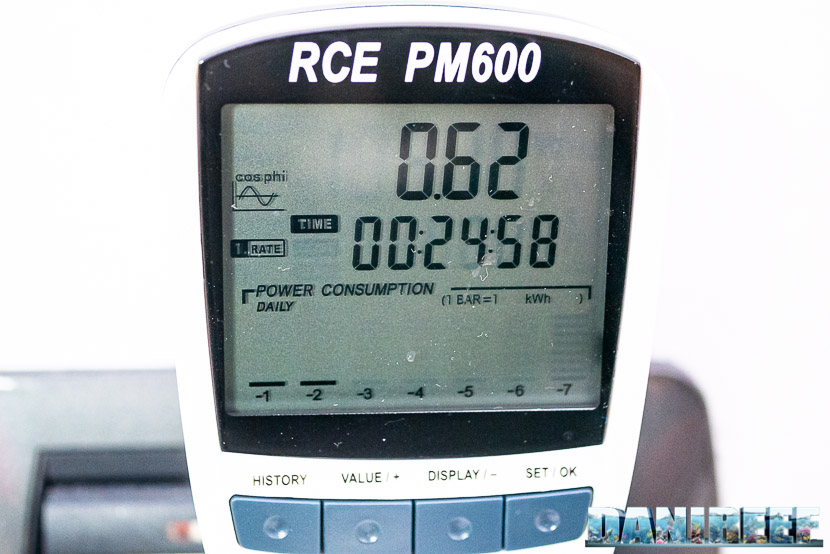 RCE PM600
0.62
cos phi
TIME
1. RATE
00:24:58
POWER CONSUMPTION
DAILY
(1 BAR=1 kWh )
-1 -2 -3 -4 -5 -6 -7
HISTORY VALUE / + DISPLAY / - SET / OK
DANIREEF